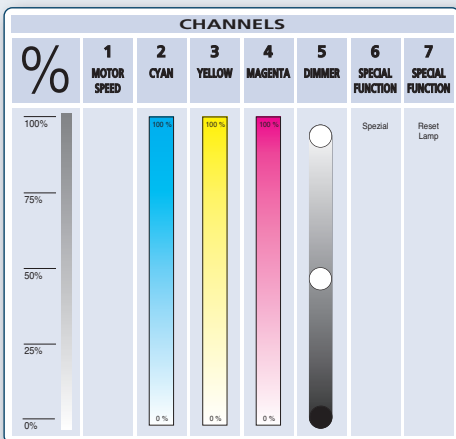 CHANNELS
% 1 2 3 4 5 6 7
MOTOR SPEED CYAN YELLOW MAGENTA DIMMER SPECIAL FUNCTION SPECIAL FUNCTION
100% 100 % 100 % 100 % Spezial Reset
Lamp
75%
50%
25%
0% 0 % 0 % 0 %